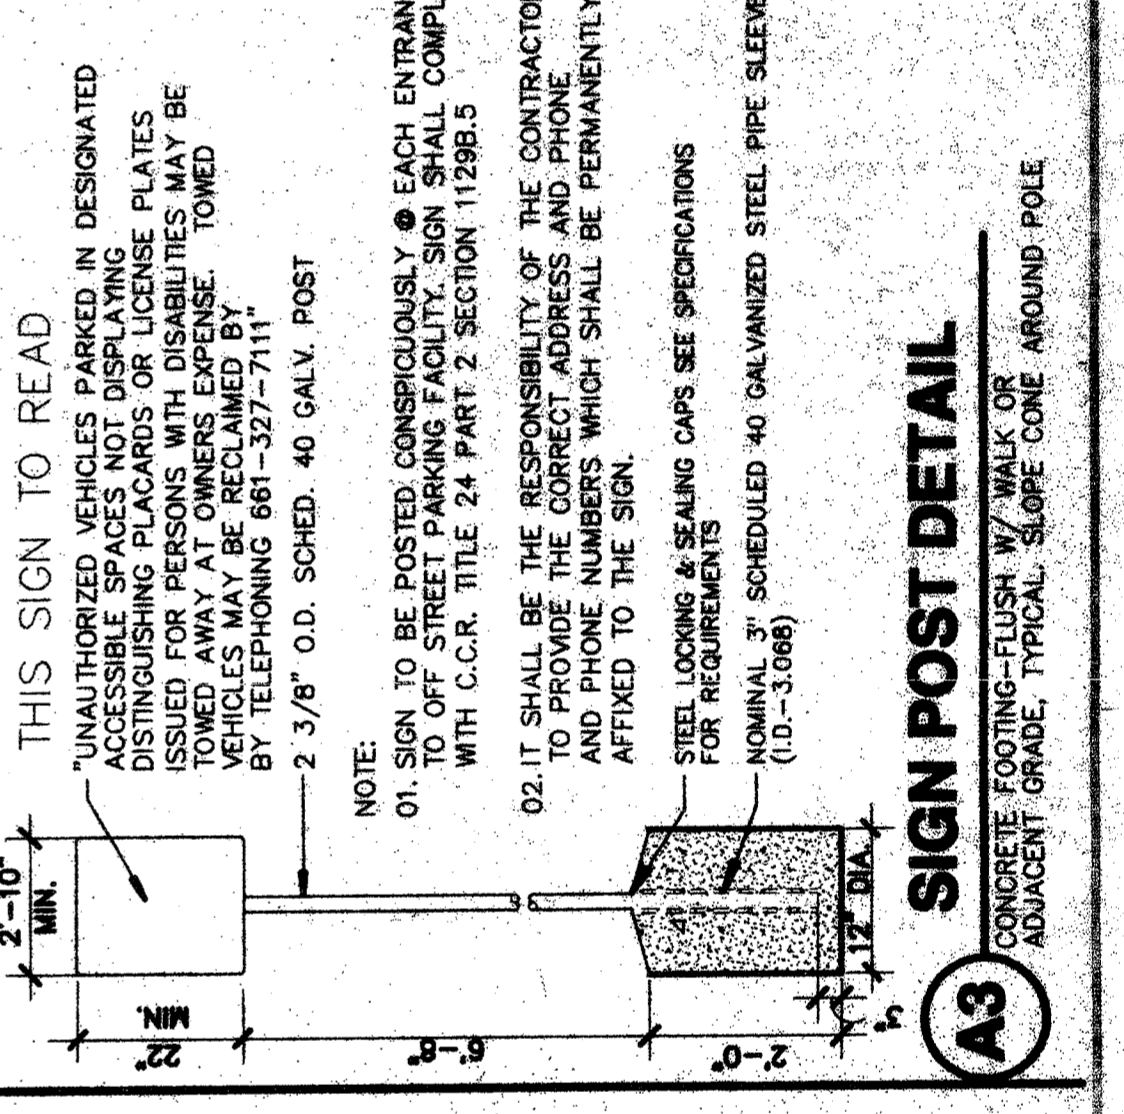 THIS SIGN TO READ
"UNAUTHORIZED VEHICLES PARKED IN DESIGNATED
ACCESSIBLE SPACES NOT DISPLAYING
DISTINGUISHING PLACARDS OR LICENSE PLATES
ISSUED FOR PERSONS WITH DISABILITIES MAY BE
TOWED AWAY AT OWNERS EXPENSE. TOWED
VEHICLES MAY BE RECLAIMED BY
BY TELEPHONING 661-327-7111"
2 3/8" O.D. SCHED. 40 GALV. POST
NOTE:
01. SIGN TO BE POSTED CONSPICUOUSLY @ EACH ENTRAN
TO OFF STREET PARKING FACILITY. SIGN SHALL COMPL
WITH C.C.R. TITLE 24 PART 2 SECTION 1129B.5
02. IT SHALL BE THE RESPONSIBILITY OF THE CONTRACTO
TO PROVIDE THE CORRECT ADDRESS AND PHONE
AND PHONE NUMBERS WHICH SHALL BE PERMANENTLY
AFFIXED TO THE SIGN.
STEEL LOCKING & SEALING CAPS SEE SPECIFICATIONS
FOR REQUIREMENTS
NOMINAL 3" SCHEDULED 40 GALVANIZED STEEL PIPE SLEEVE
(I.D.-3.068)
2'-10"
MIN.
22"
MIN.
6'-8"
2'-0"
3"
12" DIA.
A3
SIGN POST DETAIL
CONCRETE FOOTING-FLUSH W/ WALK OR
ADJACENT GRADE, TYPICAL. SLOPE CONE AROUND POLE